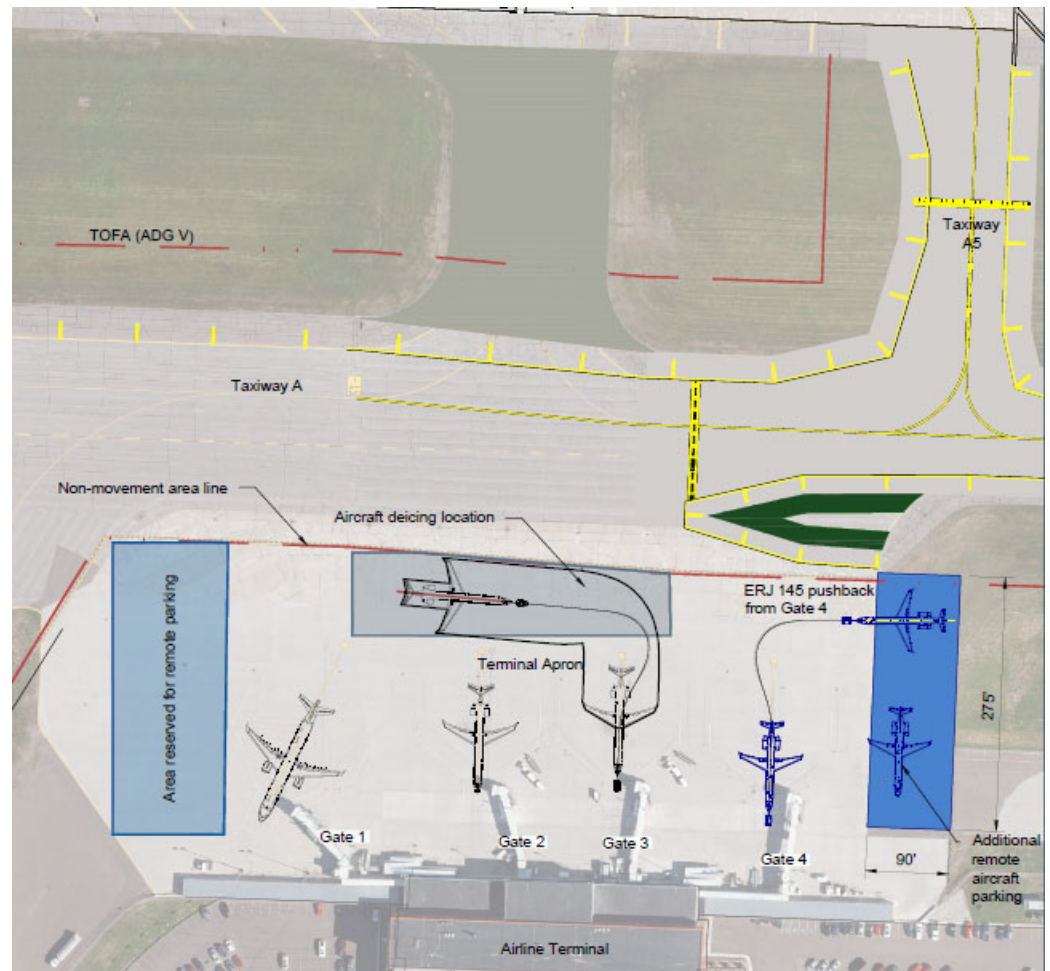 TOFA (ADG V)
Taxiway
A5
Taxiway A
Non-movement area line
Aircraft deicing location
ERJ 145 pushback
from Gate 4
Area reserved for remote parking
Terminal Apron
275'
Gate 1
Gate 2
Gate 3
Gate 4
90'
Additional
remote
aircraft
parking
Airline Terminal